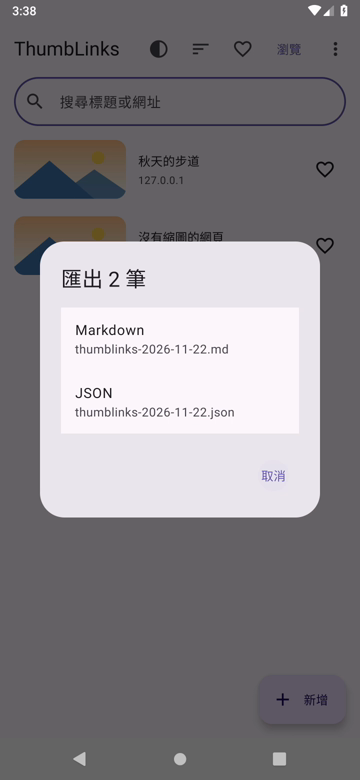 3:38
ThumbLinks
瀏覽
搜尋標題或網址
秋天的步道
127.0.0.1
沒有縮圖的網頁
匯出 2 筆
Markdown
thumblinks-2026-11-22.md
JSON
thumblinks-2026-11-22.json
取消
新增